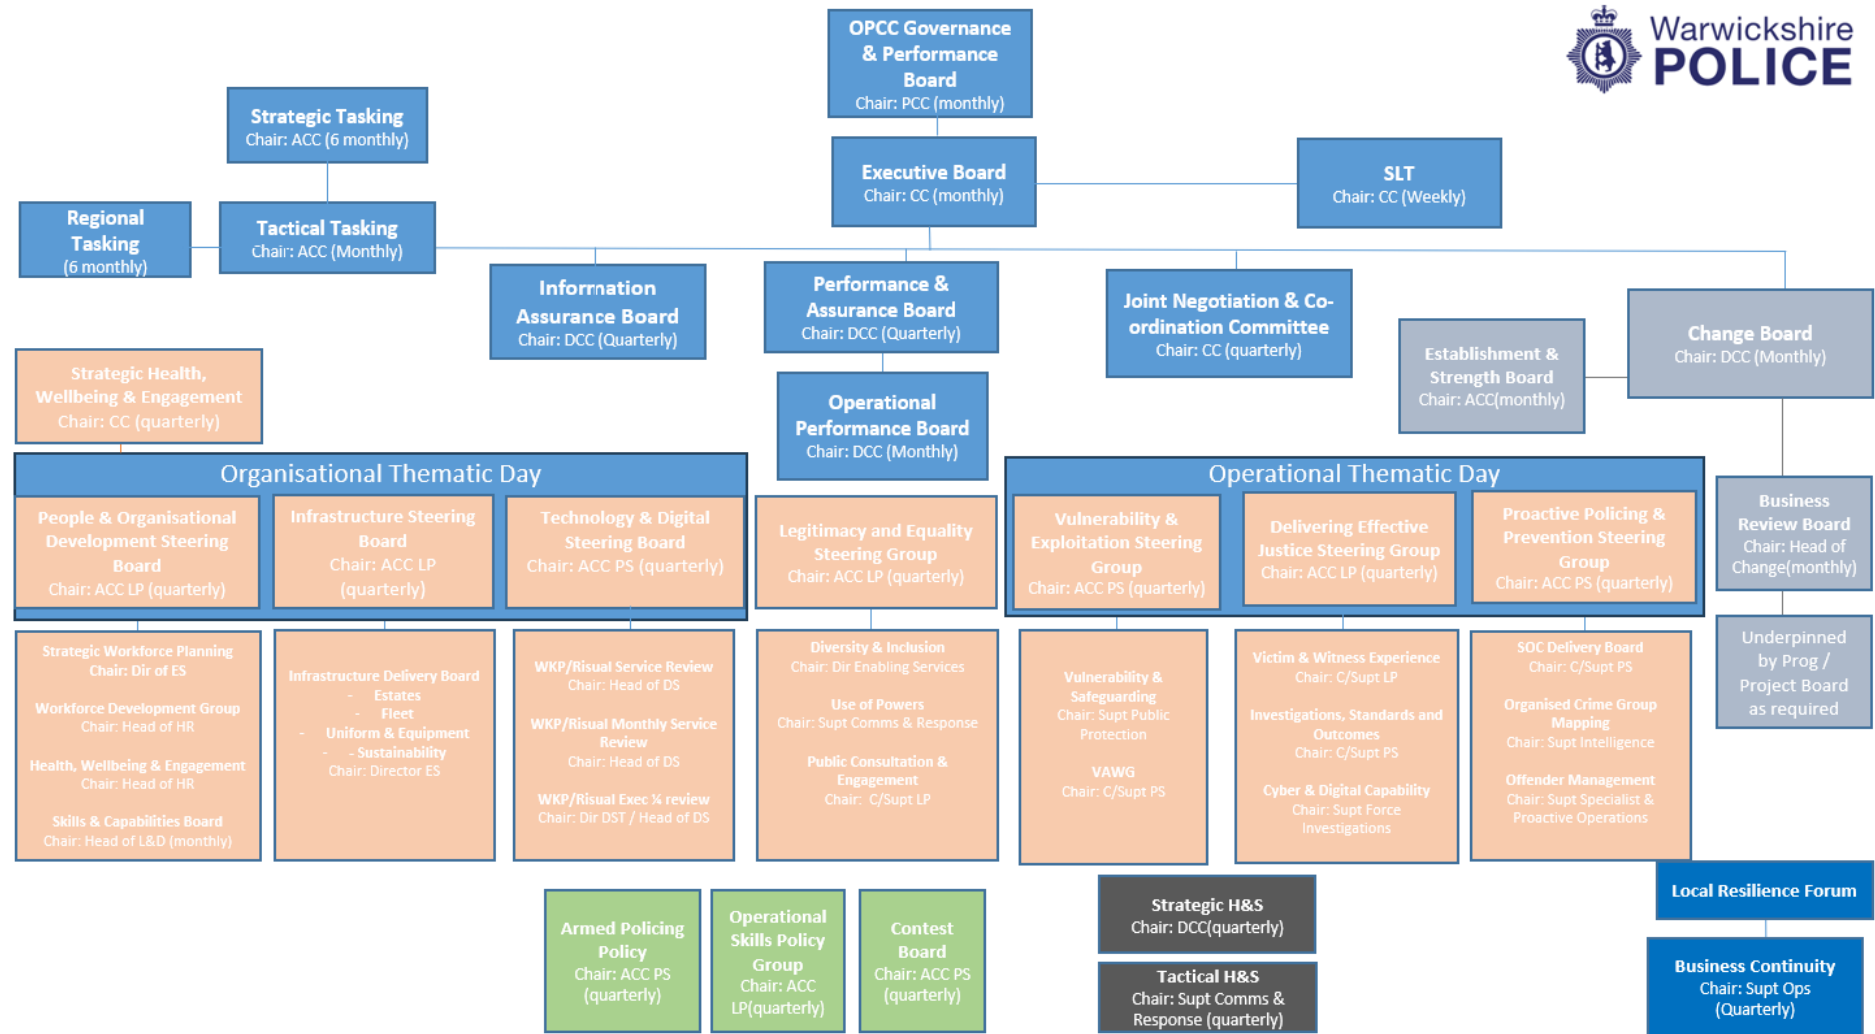 Warwickshire
POLICE
OPCC Governance
& Performance
Board
Chair: PCC (monthly)
Strategic Tasking
Chair: ACC (6 monthly)
Executive Board
Chair: CC (monthly)
SLT
Chair: CC (Weekly)
Regional
Tasking
(6 monthly)
Tactical Tasking
Chair: ACC (Monthly)
Information
Assurance Board
Chair: DCC (Quarterly)
Performance &
Assurance Board
Chair: DCC (Quarterly)
Joint Negotiation & Co-
ordination Committee
Chair: CC (quarterly)
Change Board
Chair: DCC (Monthly)
Establishment &
Strength Board
Chair: ACC(monthly)
Strategic Health,
Wellbeing & Engagement
Chair: CC (quarterly)
Operational
Performance Board
Chair: DCC (Monthly)
Organisational Thematic Day
People & Organisational
Development Steering
Board
Chair: ACC LP (quarterly)
Infrastructure Steering
Board
Chair: ACC LP
(quarterly)
Technology & Digital
Steering Board
Chair: ACC PS (quarterly)
Legitimacy and Equality
Steering Group
Chair: ACC LP (quarterly)
Operational Thematic Day
Vulnerability &
Exploitation Steering
Group
Chair: ACC PS (quarterly)
Delivering Effective
Justice Steering Group
Chair: ACC LP (quarterly)
Proactive Policing &
Prevention Steering
Group
Chair: ACC PS (quarterly)
Business
Review Board
Chair: Head of
Change(monthly)
Underpinned
by Prog /
Project Board
as required
Strategic Workforce Planning
Chair: Dir of ES
Workforce Development Group
Chair: Head of HR
Health, Wellbeing & Engagement
Chair: Head of HR
Skills & Capabilities Board
Chair: Head of L&D (monthly)
Infrastructure Delivery Board
- Estates
- Fleet
- Uniform & Equipment
- - Sustainability
Chair: Director ES
WKP/Risual Service Review
Chair: Head of DS
WKP/Risual Monthly Service
Review
Chair: Head of DS
WKP/Risual Exec ¼ review
Chair: Dir DST / Head of DS
Diversity & Inclusion
Chair: Dir Enabling Services
Use of Powers
Chair: Supt Comms & Response
Public Consultation &
Engagement
Chair: C/Supt LP
Vulnerability &
Safeguarding
Chair: Supt Public
Protection
VAWG
Chair: C/Supt PS
Victim & Witness Experience
Chair: C/Supt LP
Investigations, Standards and
Outcomes
Chair: C/Supt PS
Cyber & Digital Capability
Chair: Supt Force
Investigations
SOC Delivery Board
Chair: C/Supt PS
Organised Crime Group
Mapping
Chair: Supt Intelligence
Offender Management
Chair: Supt Specialist &
Proactive Operations
Armed Policing
Policy
Chair: ACC PS
(quarterly)
Operational
Skills Policy
Group
Chair: ACC
LP(quarterly)
Contest
Board
Chair: ACC PS
(quarterly)
Strategic H&S
Chair: DCC(quarterly)
Tactical H&S
Chair: Supt Comms &
Response (quarterly)
Local Resilience Forum
Business Continuity
Chair: Supt Ops
(Quarterly)